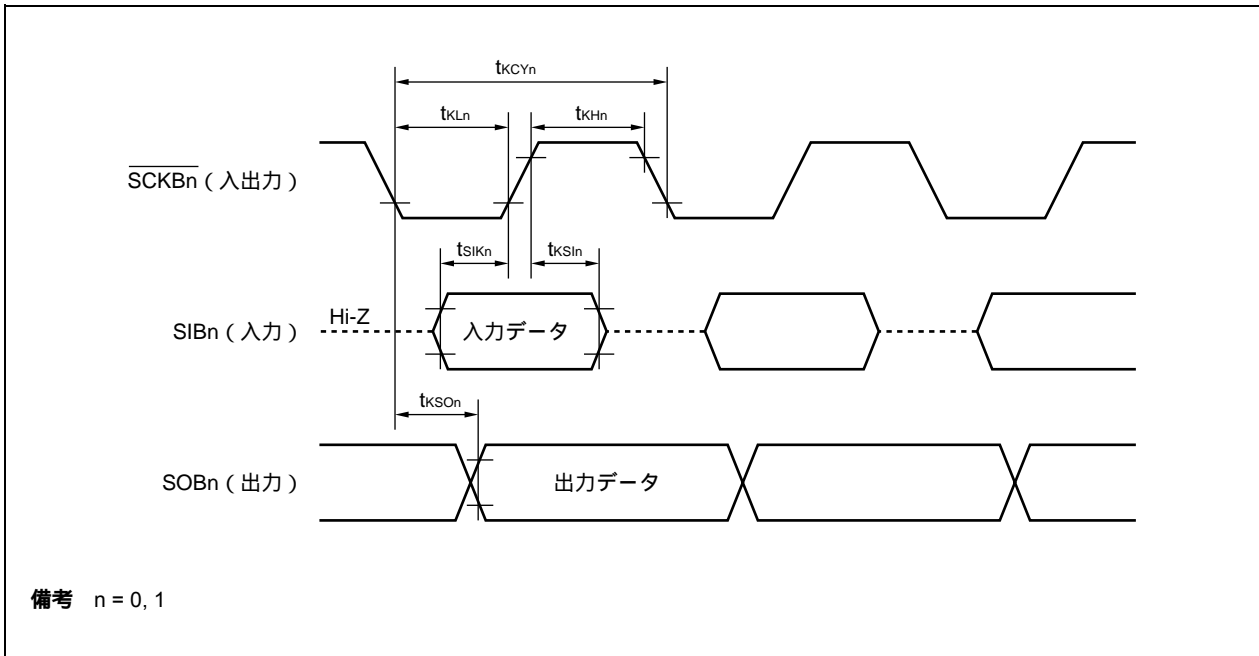 tKCYn
tKLn
tKHn
SCKBn（入出力）
tSIKn
tKSIn
Hi-Z
SIBn（入力）
入力データ
tKSOn
SOBn（出力）
出力データ
備考 n = 0, 1